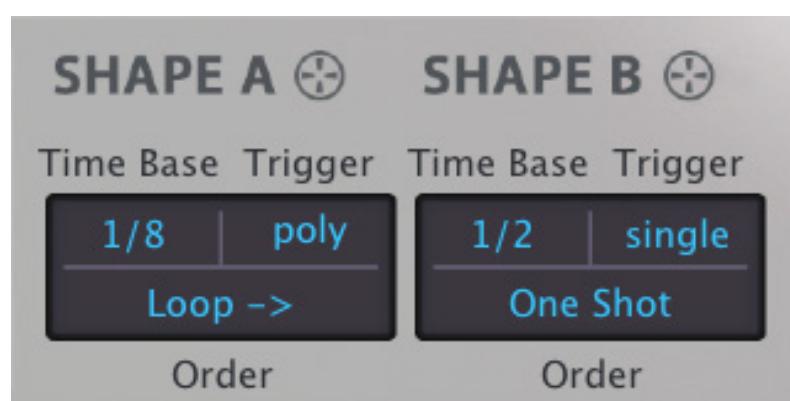 SHAPE A SHAPE B
Time Base Trigger Time Base Trigger
1/8 poly 1/2 single
Loop -> One Shot
Order Order